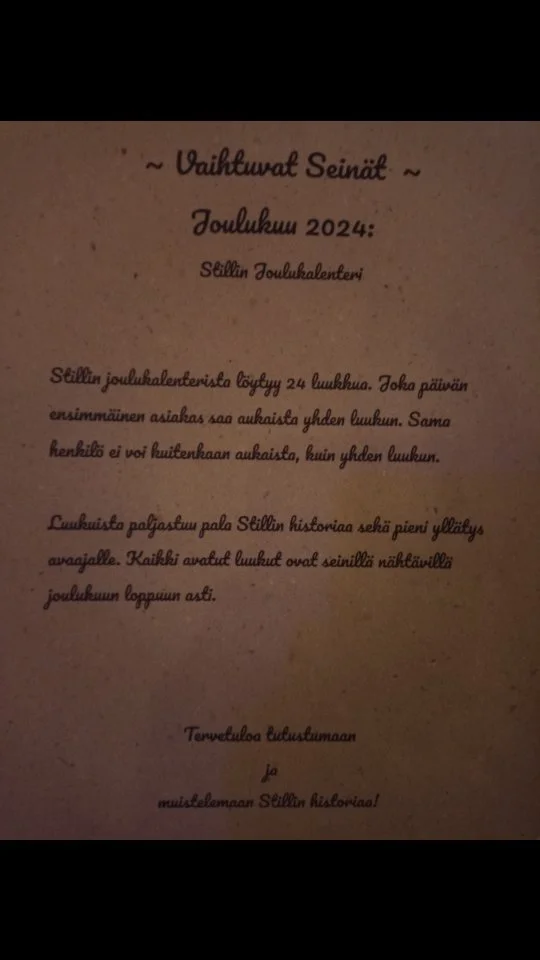 ~ Vaihtuvat Seinät ~
Joulukuu 2024:
Stillin Joulukalenteri
Stillin joulukalenterista löytyy 24 luukkua. Joka päivän
ensimmäinen asiakas saa aukaista yhden luukun. Sama
henkilö ei voi kuitenkaan aukaista, kuin yhden luukun.
Luukuista paljastuu pala Stillin historiaa sekä pieni yllätys
avaajalle. Kaikki avatut luukut ovat seinillä nähtävillä
joulukuun loppuun asti.
Tervetuloa tutustumaan
ja
muistelemaan Stillin historiaa!